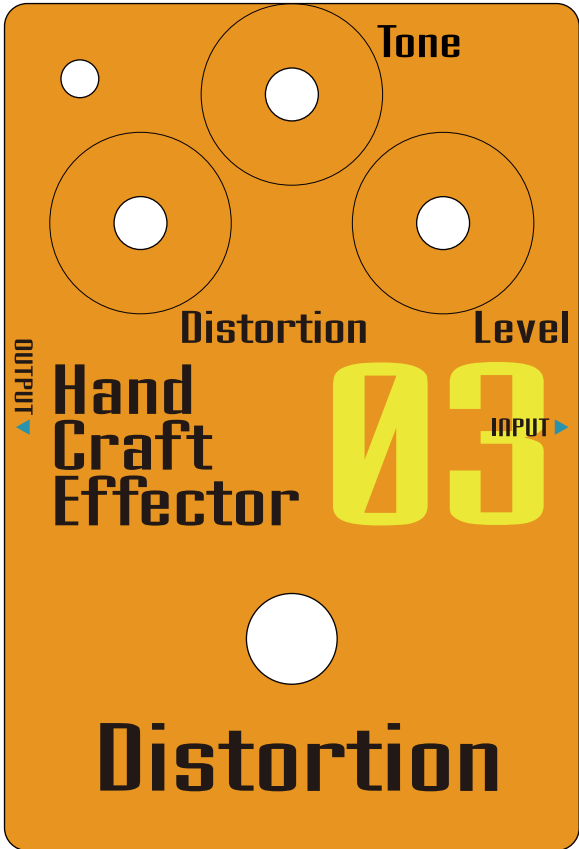 Tone
Distortion
Level
OUTPUT
Hand
Craft
Effector
03
INPUT
Distortion